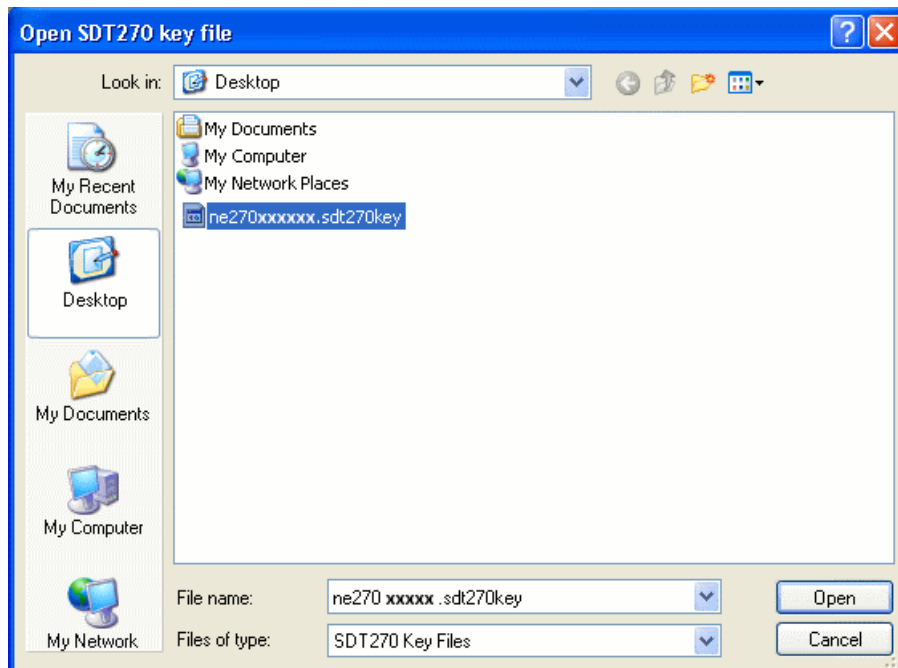 Open SDT270 key file
Look in: Desktop
My Documents
My Computer
My Network Places
ne270xxxxxx.sdt270key
My Recent
Documents
Desktop
My Documents
My Computer
My Network
File name: ne270 xxxxx .sdt270key Open
Files of type: SDT270 Key Files Cancel